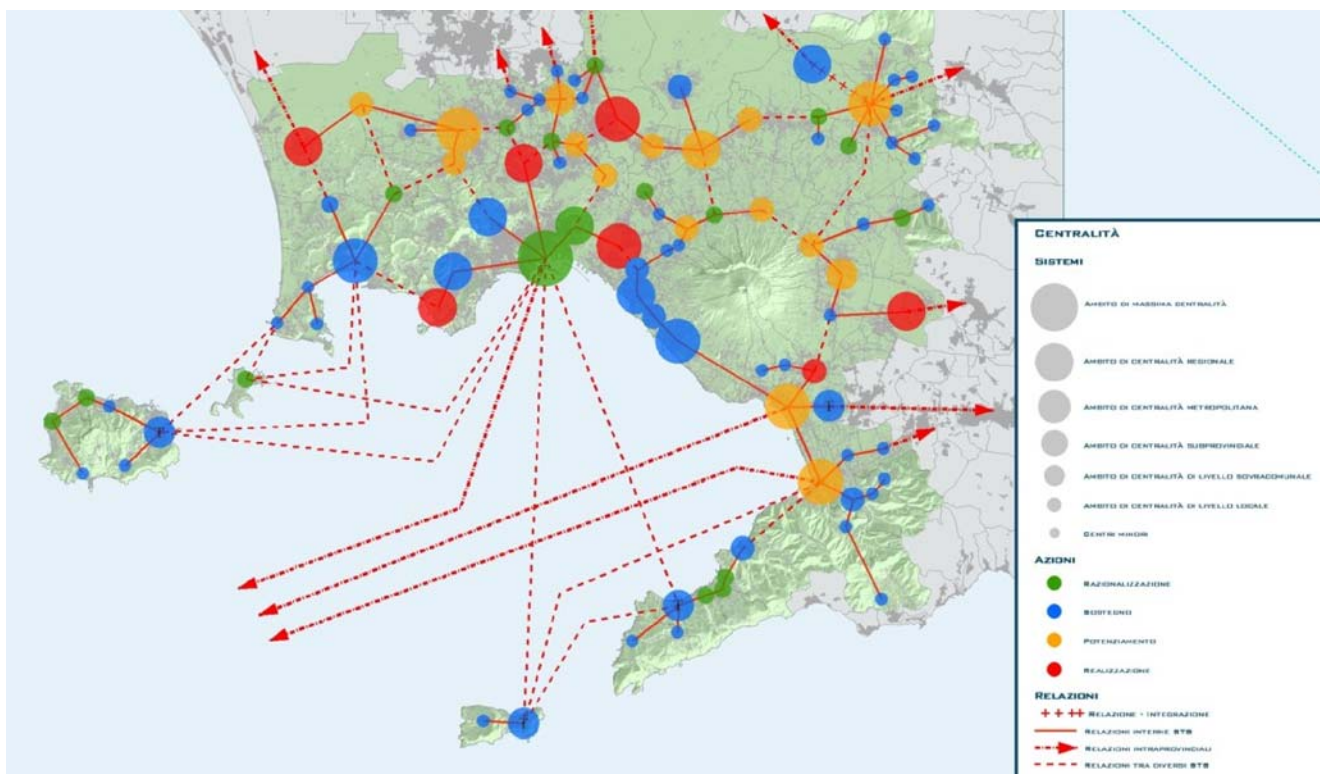 CENTRALITÀ
SISTEMI
AMBITO DI MASSIMA CENTRALITÀ
AMBITO DI CENTRALITÀ REGIONALE
AMBITO DI CENTRALITÀ METROPOLITANA
AMBITO DI CENTRALITÀ SUBPROVINCIALE
AMBITO DI CENTRALITÀ DI LIVELLO SOVRACOMUNALE
AMBITO DI CENTRALITÀ DI LIVELLO LOCALE
CENTRI MINORI
AZIONI
RAZIONALIZZAZIONE
SOSTEGNO
POTENZIAMENTO
REALIZZAZIONE
RELAZIONI
RELAZIONE - INTEGRAZIONE
RELAZIONI INTERNE STS
RELAZIONI INTRAPROVINCIALI
RELAZIONI TRA DIVERSI STS